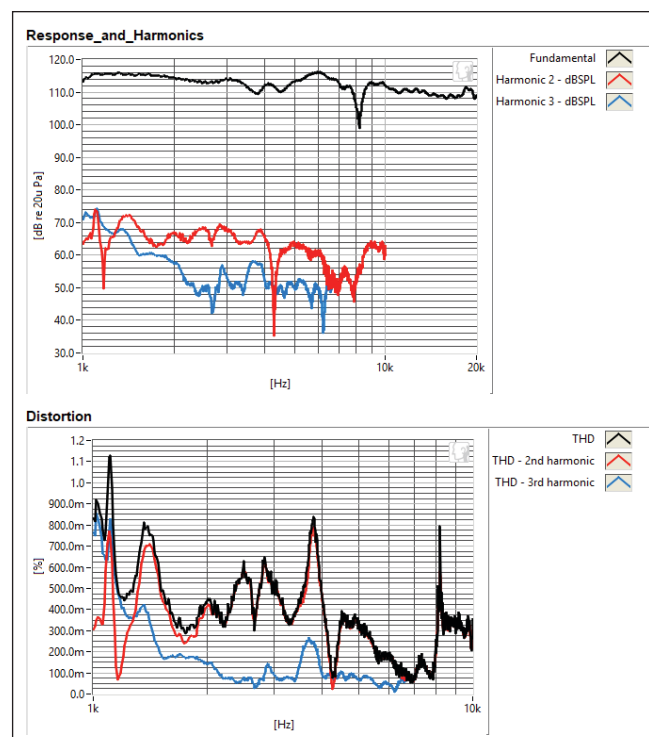 Response_and_Harmonics
Fundamental
Harmonic 2 - dBSPL
Harmonic 3 - dBSPL
120.0
110.0
100.0
90.0
80.0
70.0
60.0
50.0
40.0
30.0
[dB re 20u Pa]
1k
10k
20k
[Hz]
Distortion
THD
THD - 2nd harmonic
THD - 3rd harmonic
1.2
1.0
900.0m
800.0m
700.0m
600.0m
500.0m
400.0m
300.0m
200.0m
100.0m
0.0
[%]
1k
10k
[Hz]